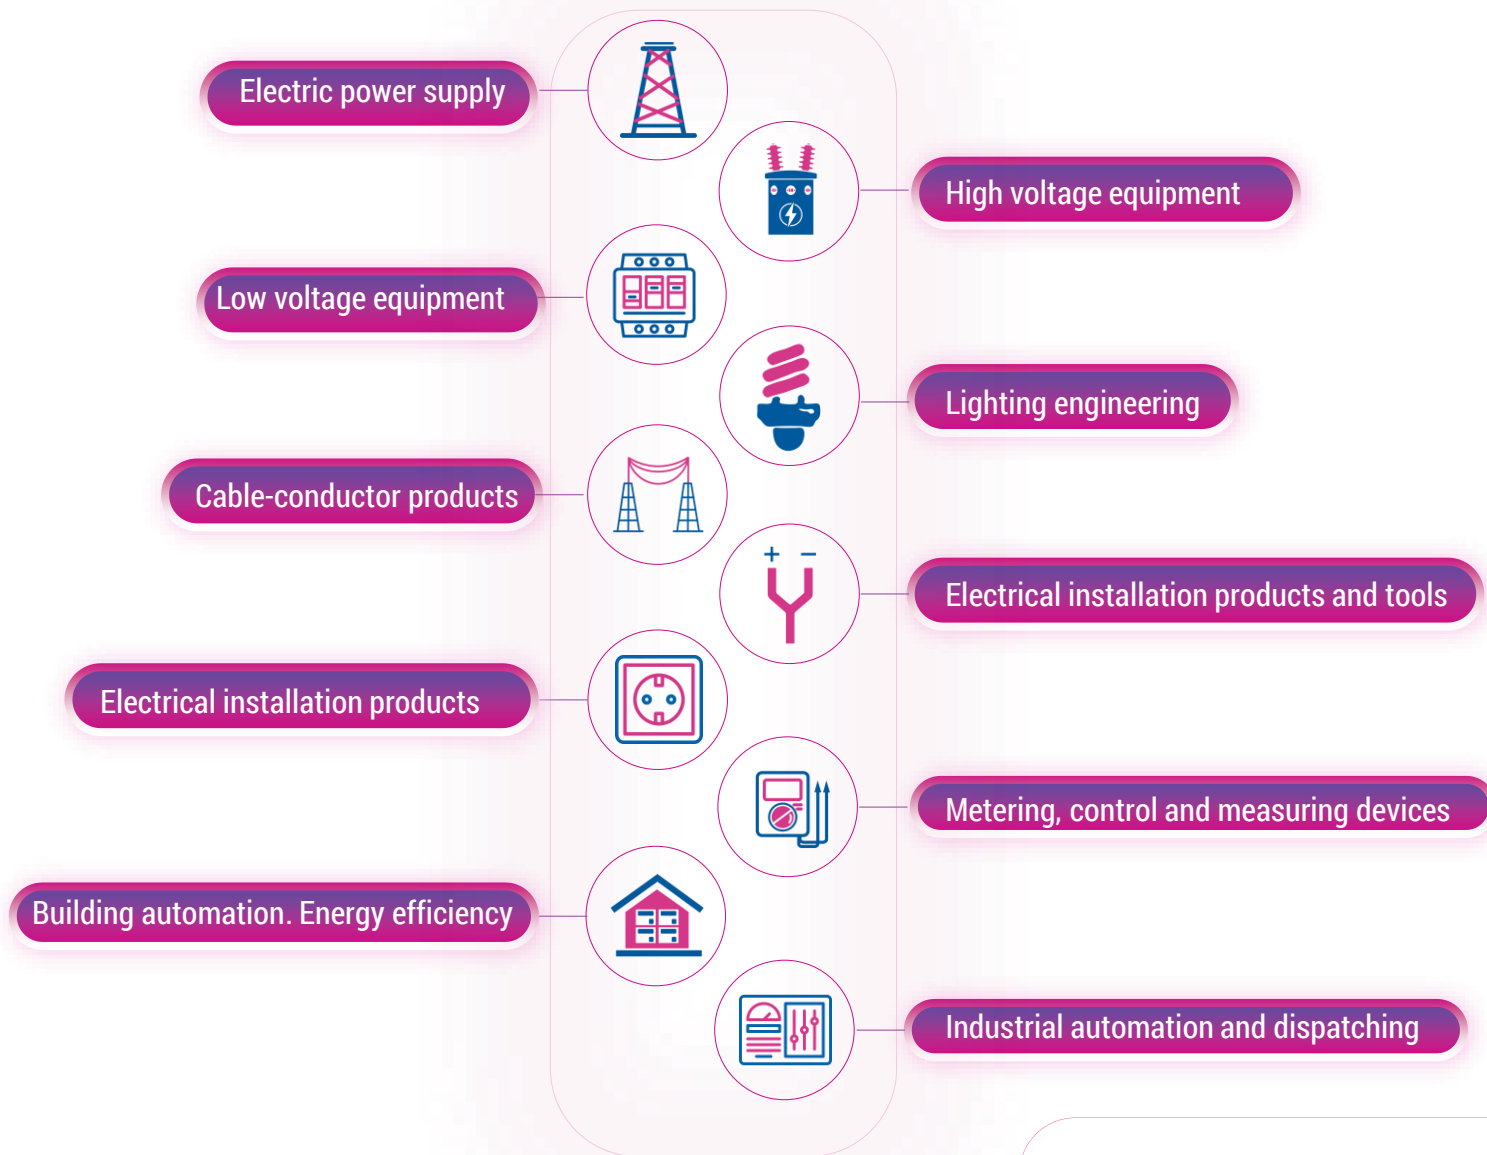 Electric power supply
High voltage equipment
Low voltage equipment
Lighting engineering
Cable-conductor products
+ −
Electrical installation products and tools
Electrical installation products
Metering, control and measuring devices
Building automation. Energy efficiency
Industrial automation and dispatching